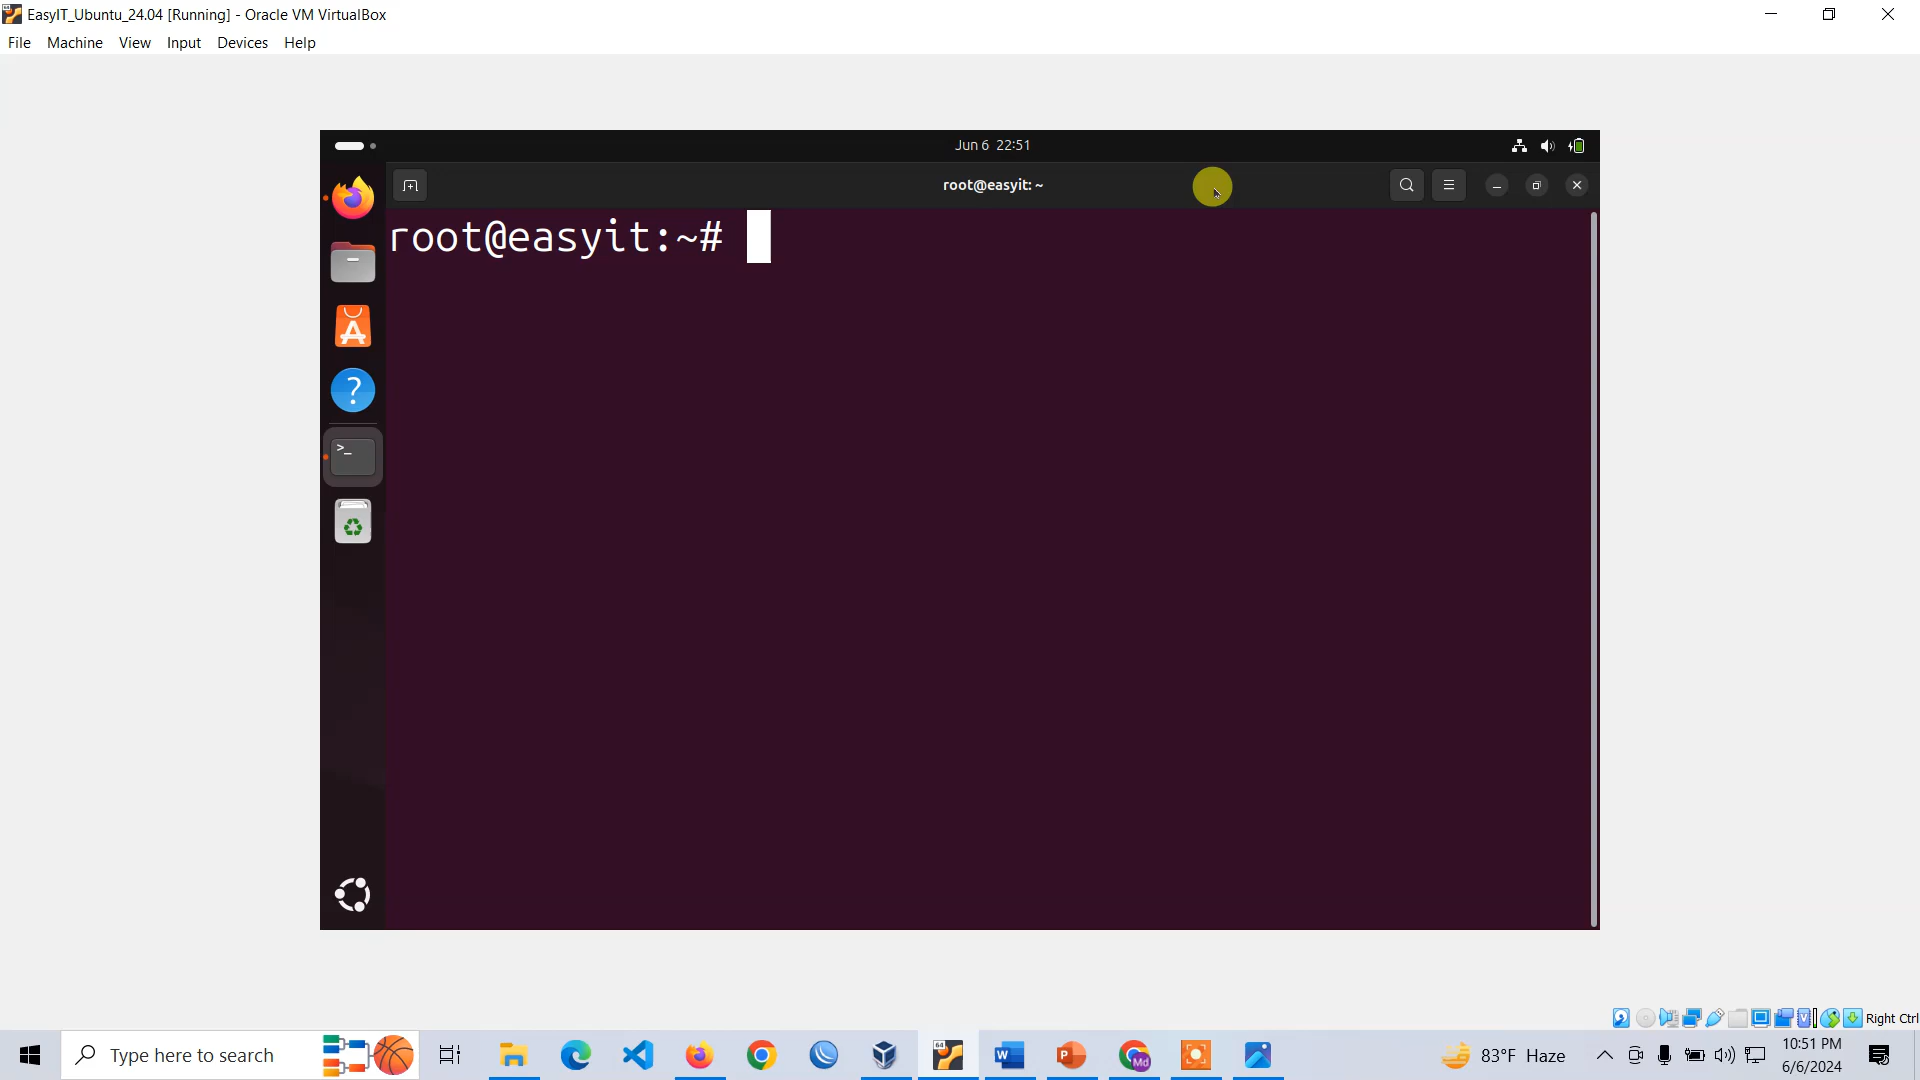 EasyIT_Ubuntu_24.04 [Running] - Oracle VM VirtualBox
File Machine View Input Devices Help
Jun 6 22:51
root@easyit: ~
root@easyit:~#
Right Ctrl
Type here to search
83°F Haze
10:51 PM
6/6/2024